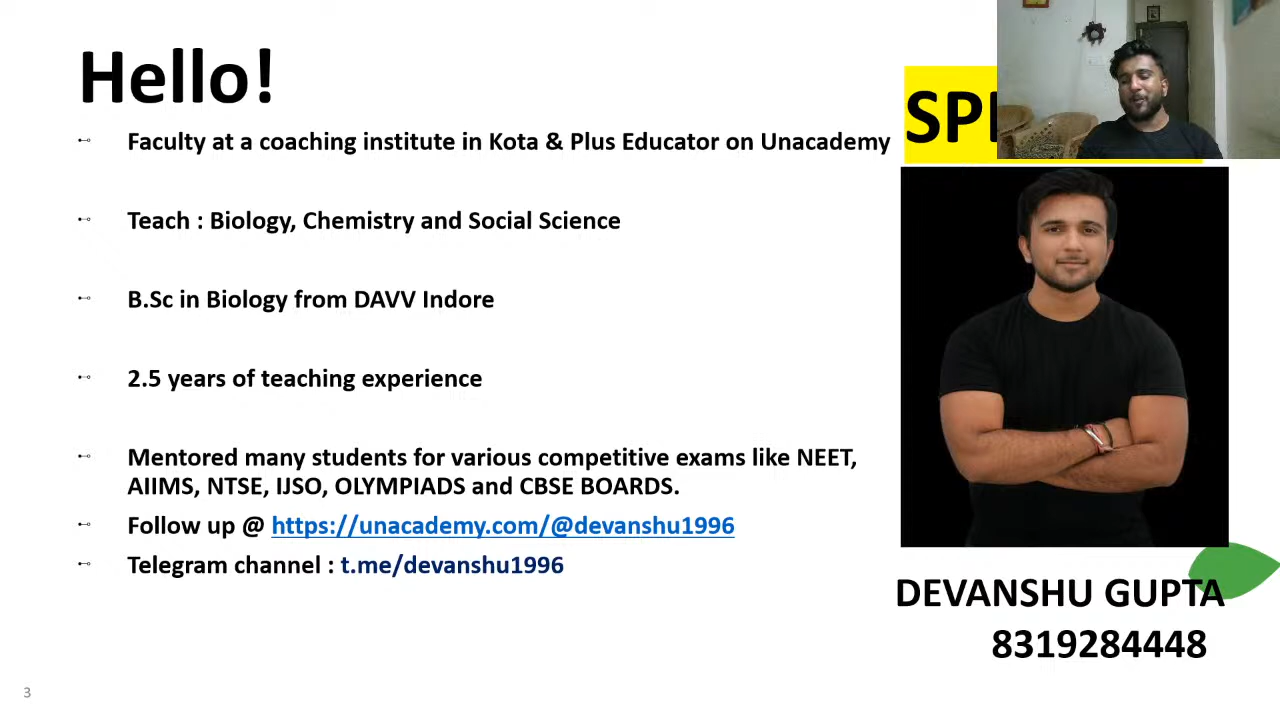 Hello!
Faculty at a coaching institute in Kota & Plus Educator on Unacademy
Teach : Biology, Chemistry and Social Science
B.Sc in Biology from DAVV Indore
2.5 years of teaching experience
Mentored many students for various competitive exams like NEET,
AIIMS, NTSE, IJSO, OLYMPIADS and CBSE BOARDS.
Follow up @ https://unacademy.com/@devanshu1996
Telegram channel : t.me/devanshu1996
DEVANSHU GUPTA
8319284448
3